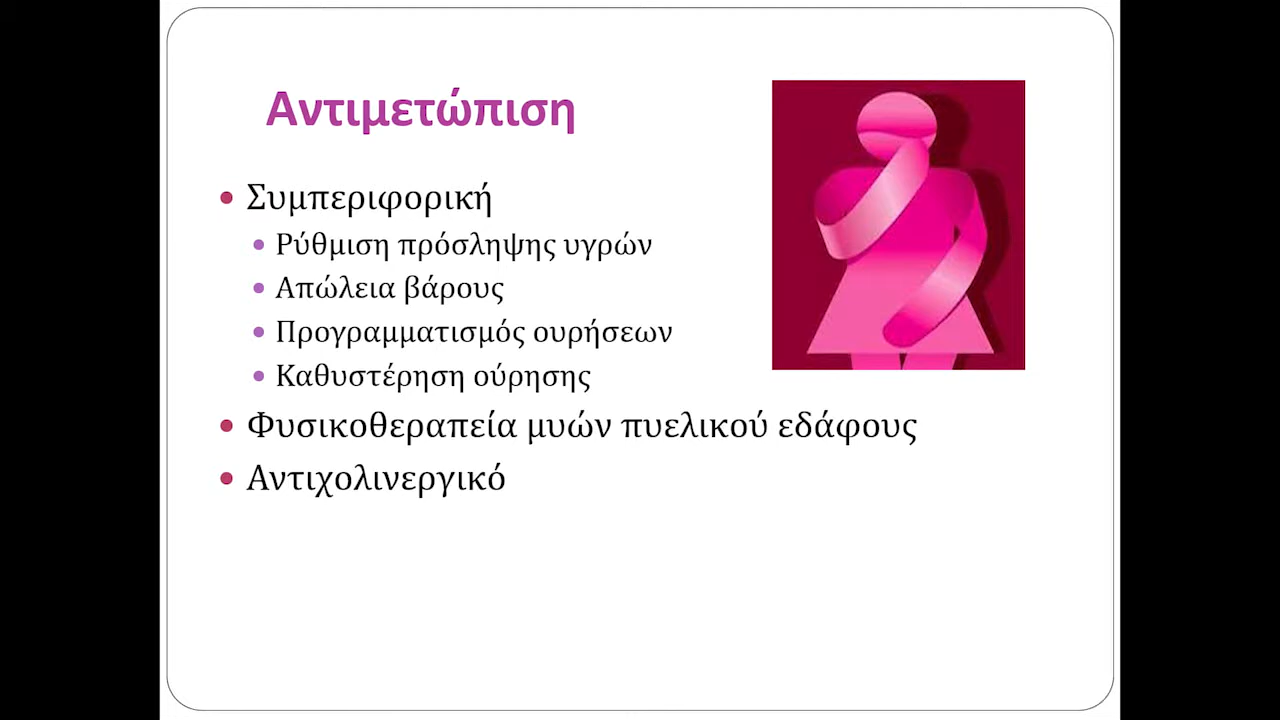 Αντιμετώπιση
• Συμπεριφορική
• Ρύθμιση πρόσληψης υγρών
• Απώλεια βάρους
• Προγραμματισμός ουρήσεων
• Καθυστέρηση ούρησης
• Φυσικοθεραπεία μυών πυελικού εδάφους
• Αντιχολινεργικό